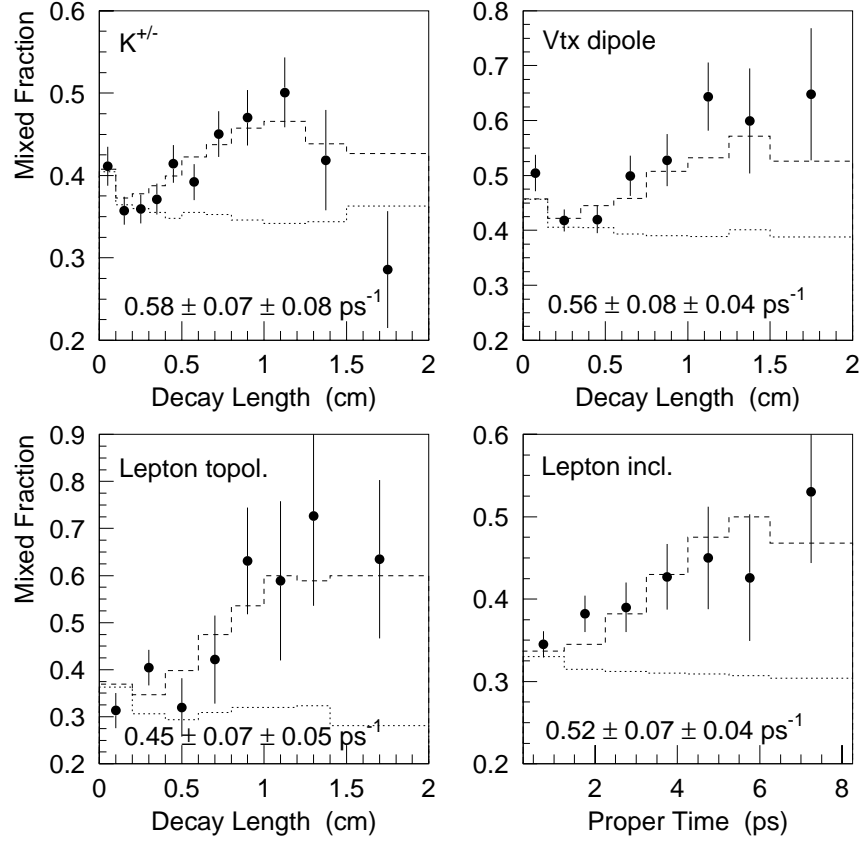 Mixed Fraction
K+/-
0.6
0.5
0.4
0.3
0.2
0.58 ± 0.07 ± 0.08 ps-1
0 0.5 1 1.5 2
Decay Length (cm)
Vtx dipole
0.8
0.7
0.6
0.5
0.4
0.3
0.2
0.56 ± 0.08 ± 0.04 ps-1
0 0.5 1 1.5 2
Decay Length (cm)
Mixed Fraction
Lepton topol.
0.9
0.8
0.7
0.6
0.5
0.4
0.3
0.2
0.45 ± 0.07 ± 0.05 ps-1
0 0.5 1 1.5 2
Decay Length (cm)
Lepton incl.
0.6
0.5
0.4
0.3
0.2
0.52 ± 0.07 ± 0.04 ps-1
2 4 6 8
Proper Time (ps)